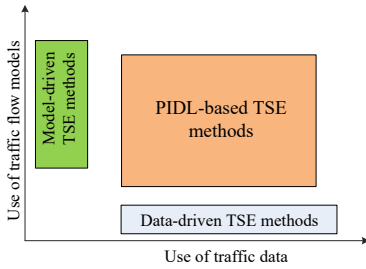 Use of traffic flow models
Model-driven
TSE methods
PIDL-based TSE
methods
Data-driven TSE methods
Use of traffic data